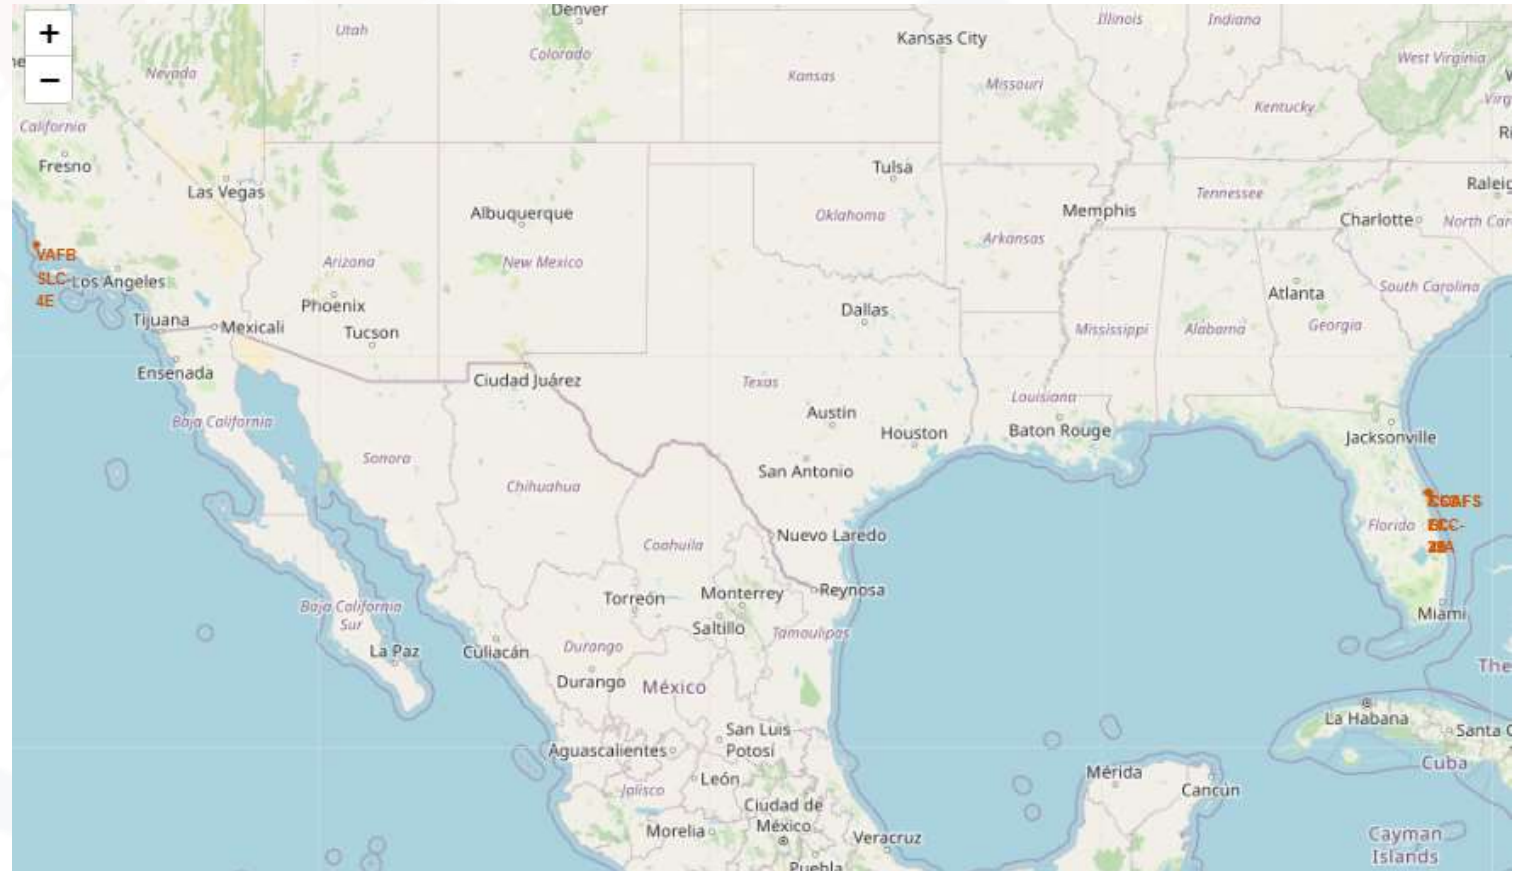 +
−
Denver
Utah
Colorado
Nevada
Kansas City
Illinois
Indiana
West Virginia
Kansas
Missouri
Kentucky
California
Fresno
Las Vegas
Tulsa
Albuquerque
Oklahoma
Memphis
Tennessee
Charlotte
North Car
Raleig
Arkansas
Arizona
New Mexico
VAFB
SLC-
4E
Los Angeles
Phoenix
Tucson
Dallas
Atlanta
South Carolina
Tijuana
Mexicali
Mississippi
Alabama
Georgia
Ensenada
Ciudad Juárez
Texas
Louisiana
Baja California
Austin
Houston
Baton Rouge
Jacksonville
Sonora
San Antonio
Chihuahua
Florida
Coahuila
Nuevo Laredo
Reynosa
Torreón
Monterrey
Saltillo
Tamaulipas
Miami
Baja California
Sur
La Paz
Culiacán
Durango
Durango
México
The
La Habana
Santa C
Cuba
San Luis
Potosí
Aguascalientes
León
Jalisco
Mérida
Cancún
Ciudad de
México
Morelia
Veracruz
Puebla
Cayman
Islands